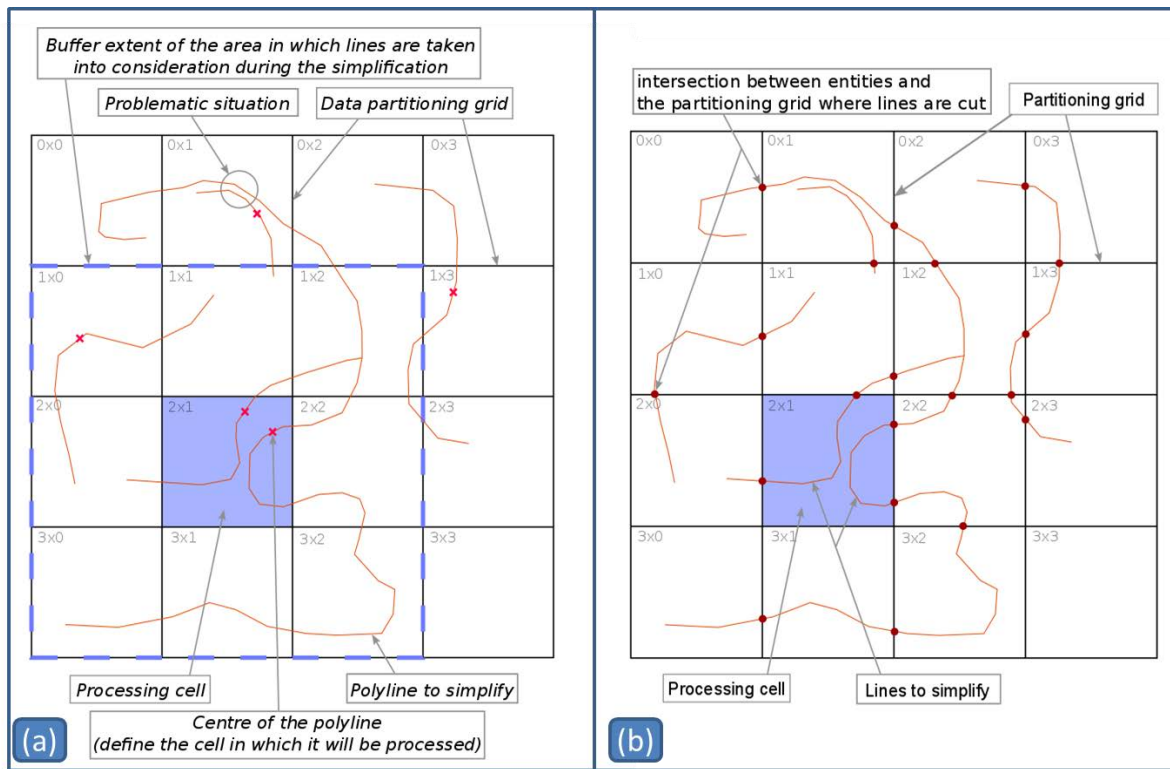 Buffer extent of the area in which lines are taken
into consideration during the simplification
Problematic situation
Data partitioning grid
0x0
0x1
0x2
0x3
1x0
1x1
1x2
1x3
2x0
2x1
2x2
2x3
3x0
3x1
3x2
3x3
Processing cell
Polyline to simplify
Centre of the polyline
(define the cell in which it will be processed)
(a)
intersection between entities and
the partitioning grid where lines are cut
Partitioning grid
0x0
0x1
0x2
0x3
1x0
1x1
1x2
1x3
2x0
2x1
2x2
2x3
3x0
3x1
3x2
3x3
Processing cell
Lines to simplify
(b)